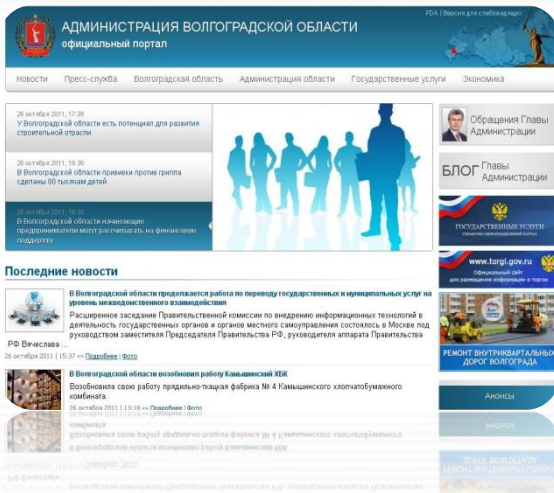 PDA | Версия для слабовидящих
АДМИНИСТРАЦИЯ ВОЛГОГРАДСКОЙ ОБЛАСТИ
официальный портал
Новости Пресс-служба Волгоградская область Администрация области Государственные услуги Экономика
26 октября 2011, 17:38
У Волгоградской области есть потенциал для развития
строительной отрасли
26 октября 2011, 16:36
В Волгоградской области прививки против гриппа
сделаны 80 тысячам детей
26 октября 2011, 16:30
В Волгоградской области начинающие
предприниматели могут рассчитывать на финансовую
поддержку
Обращения Главы
Администрации
БЛОГ Главы
Администрации
ГОСУДАРСТВЕННЫЕ УСЛУГИ
www.torgi.gov.ru
Официальный сайт
для размещения информации о торгах
РЕМОНТ ВНУТРИКВАРТАЛЬНЫХ
ДОРОГ ВОЛГОГРАДА
Анонсы
Последние новости
В Волгоградской области продолжается работа по переводу государственных и муниципальных услуг на
уровень межведомственного взаимодействия
Расширенное заседание Правительственной комиссии по внедрению информационных технологий в
деятельность государственных органов и органов местного самоуправления состоялось в Москве под
руководством заместителя Председателя Правительства РФ, руководителя аппарата Правительства
РФ Вячеслава ...
26 октября 2011 | 15:37 »» Подробнее | Фото
В Волгоградской области возобновил работу Камышинский ХБК
Возобновила свою работу прядильно-ткацкая фабрика № 4 Камышинского хлопчатобумажного
комбината.
26 октября 2011 | 13:18 »» Подробнее | Фото